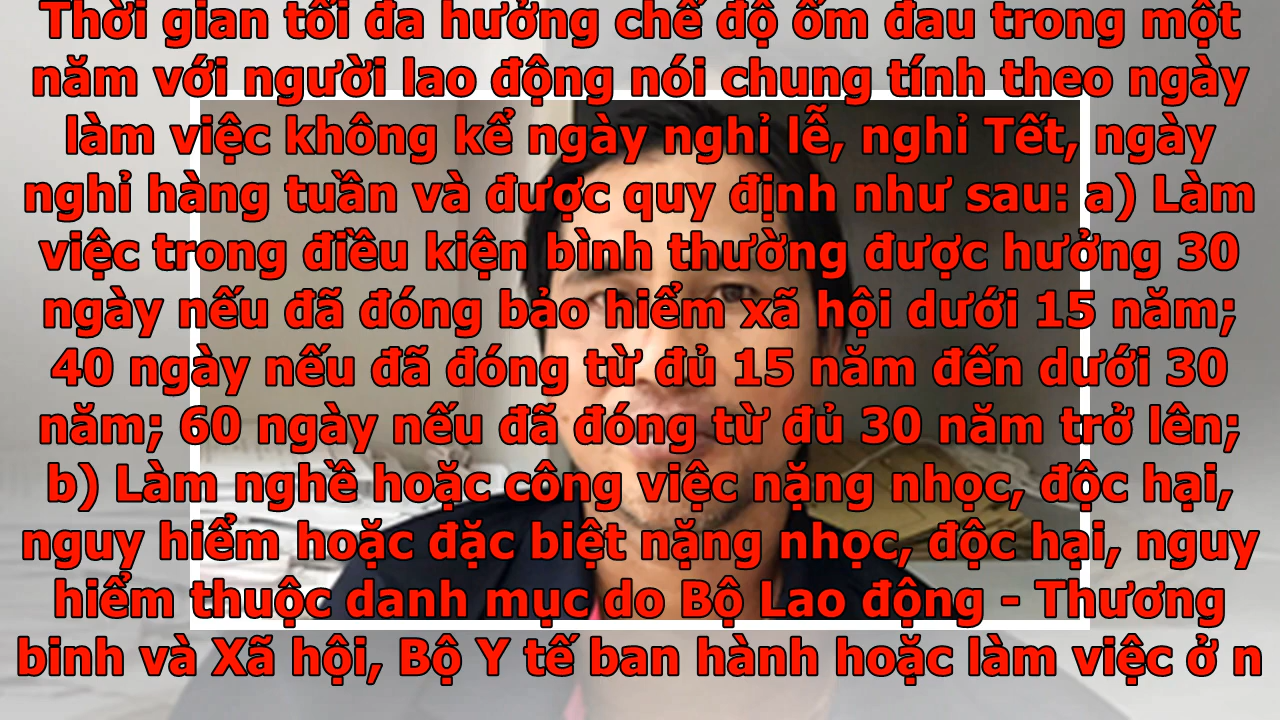 Thời gian tối đa hưởng chế độ ốm đau trong một
năm với người lao động nói chung tính theo ngày
làm việc không kể ngày nghỉ lễ, nghỉ Tết, ngày
nghỉ hàng tuần và được quy định như sau: a) Làm
việc trong điều kiện bình thường được hưởng 30
ngày nếu đã đóng bảo hiểm xã hội dưới 15 năm;
40 ngày nếu đã đóng từ đủ 15 năm đến dưới 30
năm; 60 ngày nếu đã đóng từ đủ 30 năm trở lên;
b) Làm nghề hoặc công việc nặng nhọc, độc hại,
nguy hiểm hoặc đặc biệt nặng nhọc, độc hại, nguy
hiểm thuộc danh mục do Bộ Lao động - Thương
binh và Xã hội, Bộ Y tế ban hành hoặc làm việc ở n